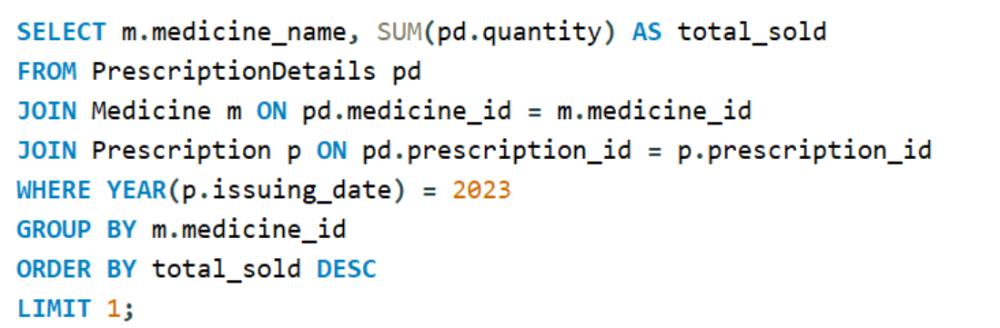 SELECT m.medicine_name, SUM(pd.quantity) AS total_sold
FROM PrescriptionDetails pd
JOIN Medicine m ON pd.medicine_id = m.medicine_id
JOIN Prescription p ON pd.prescription_id = p.prescription_id
WHERE YEAR(p.issuing_date) = 2023
GROUP BY m.medicine_id
ORDER BY total_sold DESC
LIMIT 1;